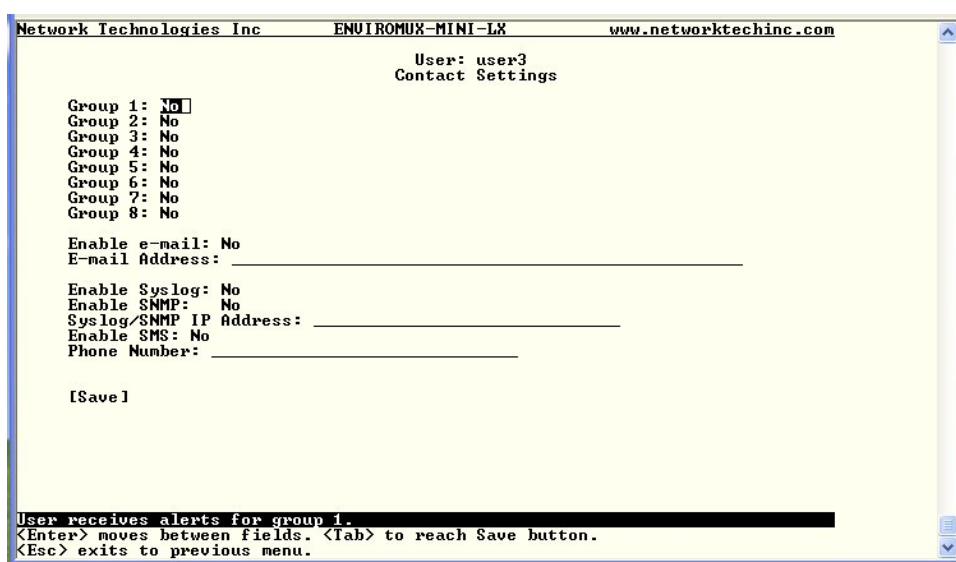 Network Technologies Inc ENVIROMUX-MINI-LX www.networktechinc.com
User: user3
Contact Settings
Group 1: No
Group 2: No
Group 3: No
Group 4: No
Group 5: No
Group 6: No
Group 7: No
Group 8: No
Enable e-mail: No
E-mail Address:
Enable Syslog: No
Enable SNMP: No
Syslog/SNMP IP Address:
Enable SMS: No
Phone Number:
[Save]
User receives alerts for group 1.
<Enter> moves between fields. <Tab> to reach Save button.
<Esc> exits to previous menu.